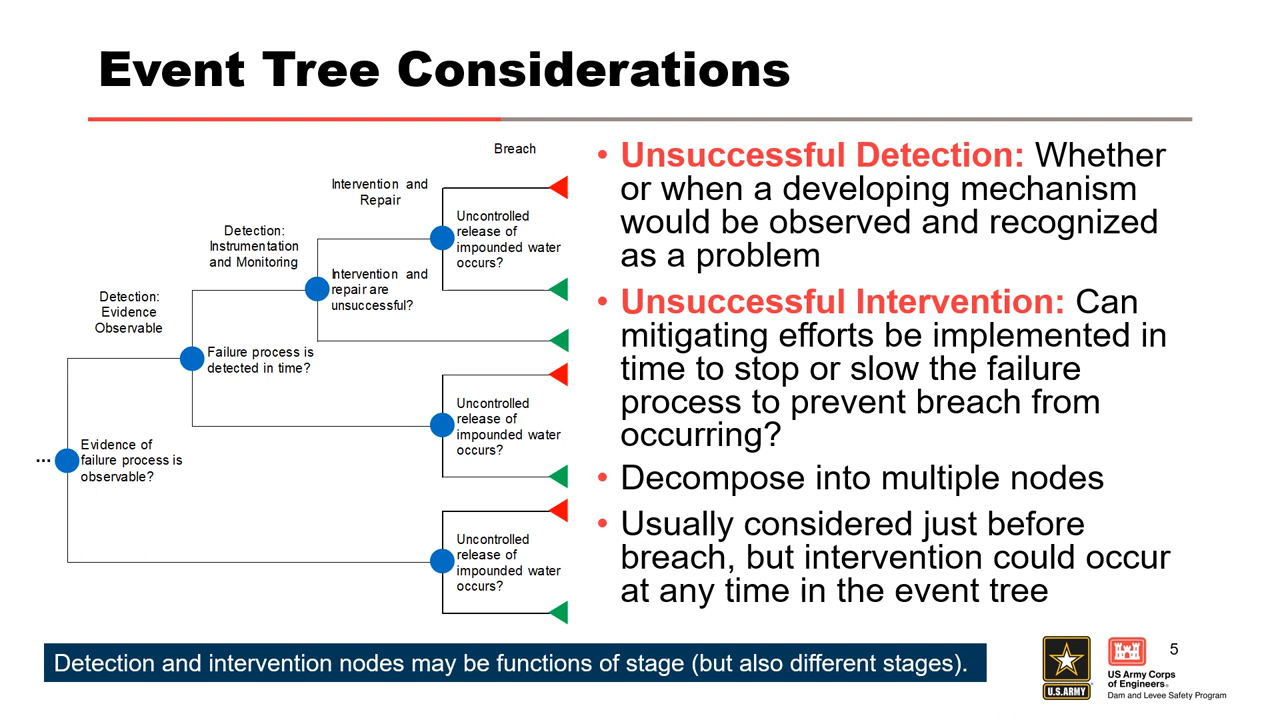 Event Tree Considerations
Breach
Intervention and
Repair
Detection:
Instrumentation
and Monitoring
Detection:
Evidence
Observable
Uncontrolled
release of
impounded water
occurs?
Intervention and
repair are
unsuccessful?
Failure process is
detected in time?
Uncontrolled
release of
impounded water
occurs?
...
Evidence of
failure process is
observable?
Uncontrolled
release of
impounded water
occurs?
• Unsuccessful Detection: Whether
or when a developing mechanism
would be observed and recognized
as a problem
• Unsuccessful Intervention: Can
mitigating efforts be implemented in
time to stop or slow the failure
process to prevent breach from
occurring?
• Decompose into multiple nodes
• Usually considered just before
breach, but intervention could occur
at any time in the event tree
Detection and intervention nodes may be functions of stage (but also different stages).
U.S.ARMY
US Army Corps
of Engineers®
Dam and Levee Safety Program
5